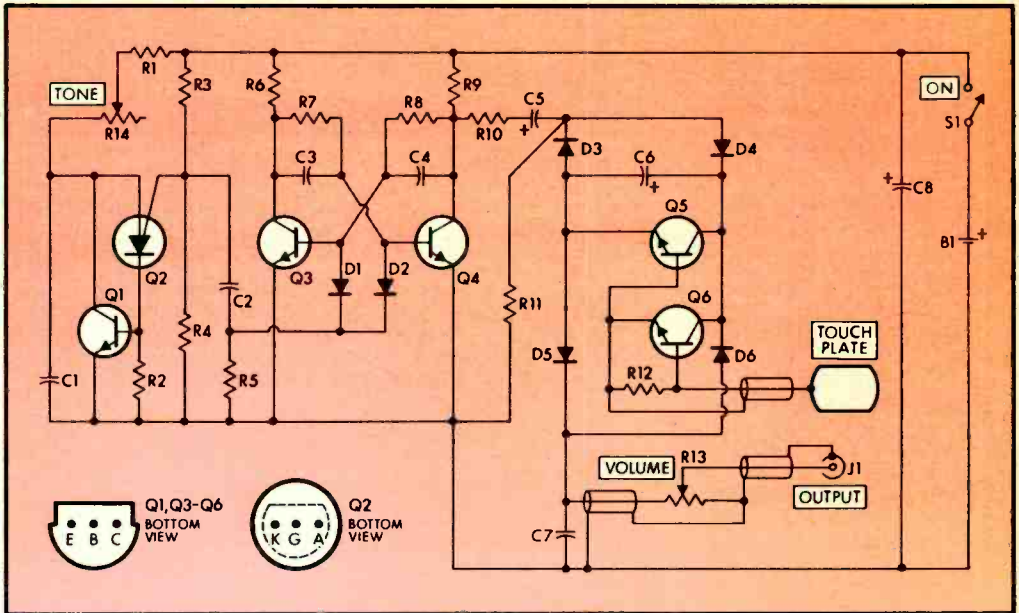 R1
TONE
R14
R3
R6
R7
R8
R9
R10
C5
+
ON
S1
D3
D4
C3
C4
C6
+
+
C8
Q5
B1
+
Q2
Q3
Q4
C2
D1
D2
R11
Q6
Q1
TOUCH
PLATE
R4
D5
D6
C1
R2
R5
R12
VOLUME
R13
J1
OUTPUT
Q1,Q3-Q6
BOTTOM
VIEW
E B C
Q2
BOTTOM
VIEW
K G A
C7